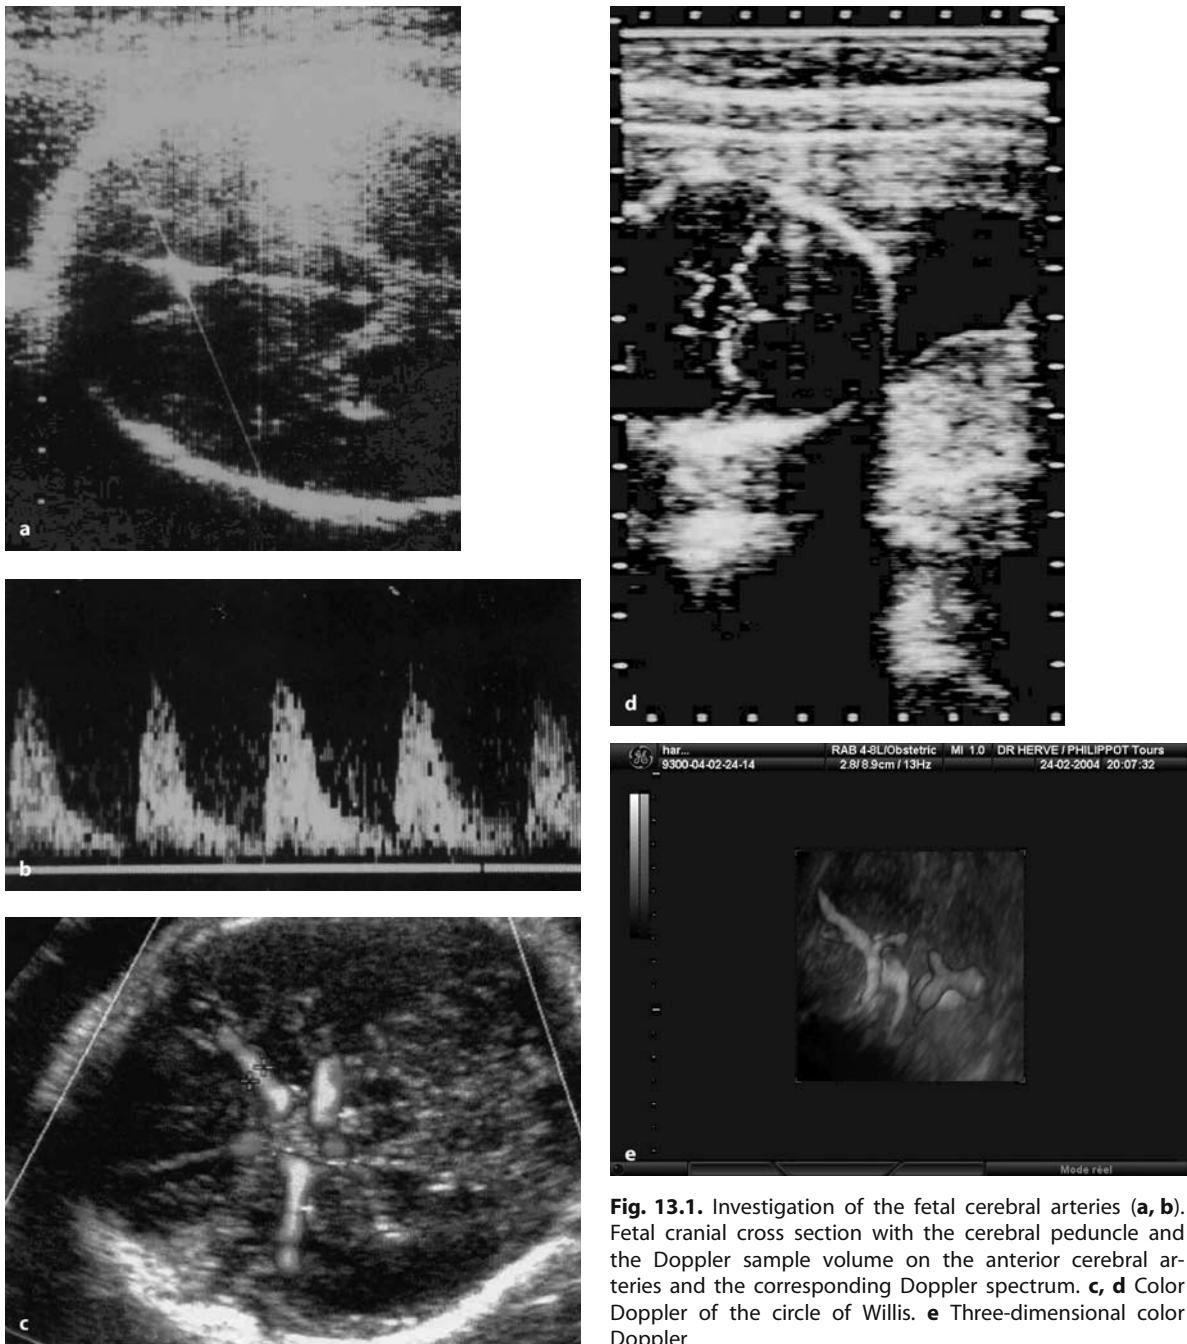 a
b
c
d
har...
9300-04-02-24-14
RAB 4-8L/Obstetric
2.8/8.9cm / 13Hz
MI 1.0
DR HERVE / PHILIPPOT Tours
24-02-2004 20:07:32
e
Mode réel
Fig. 13.1. Investigation of the fetal cerebral arteries (a, b).
Fetal cranial cross section with the cerebral peduncle and
the Doppler sample volume on the anterior cerebral ar-
teries and the corresponding Doppler spectrum. c, d Color
Doppler of the circle of Willis. e Three-dimensional color
Doppler